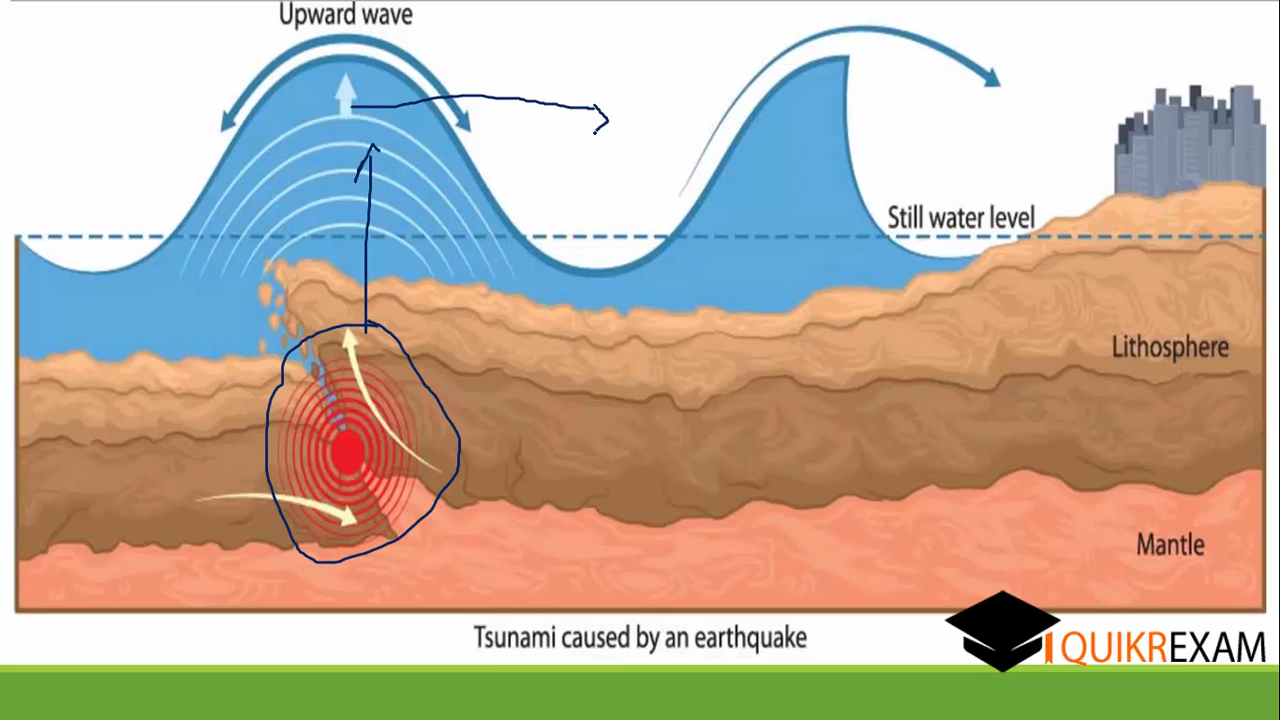 Upward wave
Still water level
Lithosphere
Mantle
Tsunami caused by an earthquake
QUIKREXAM